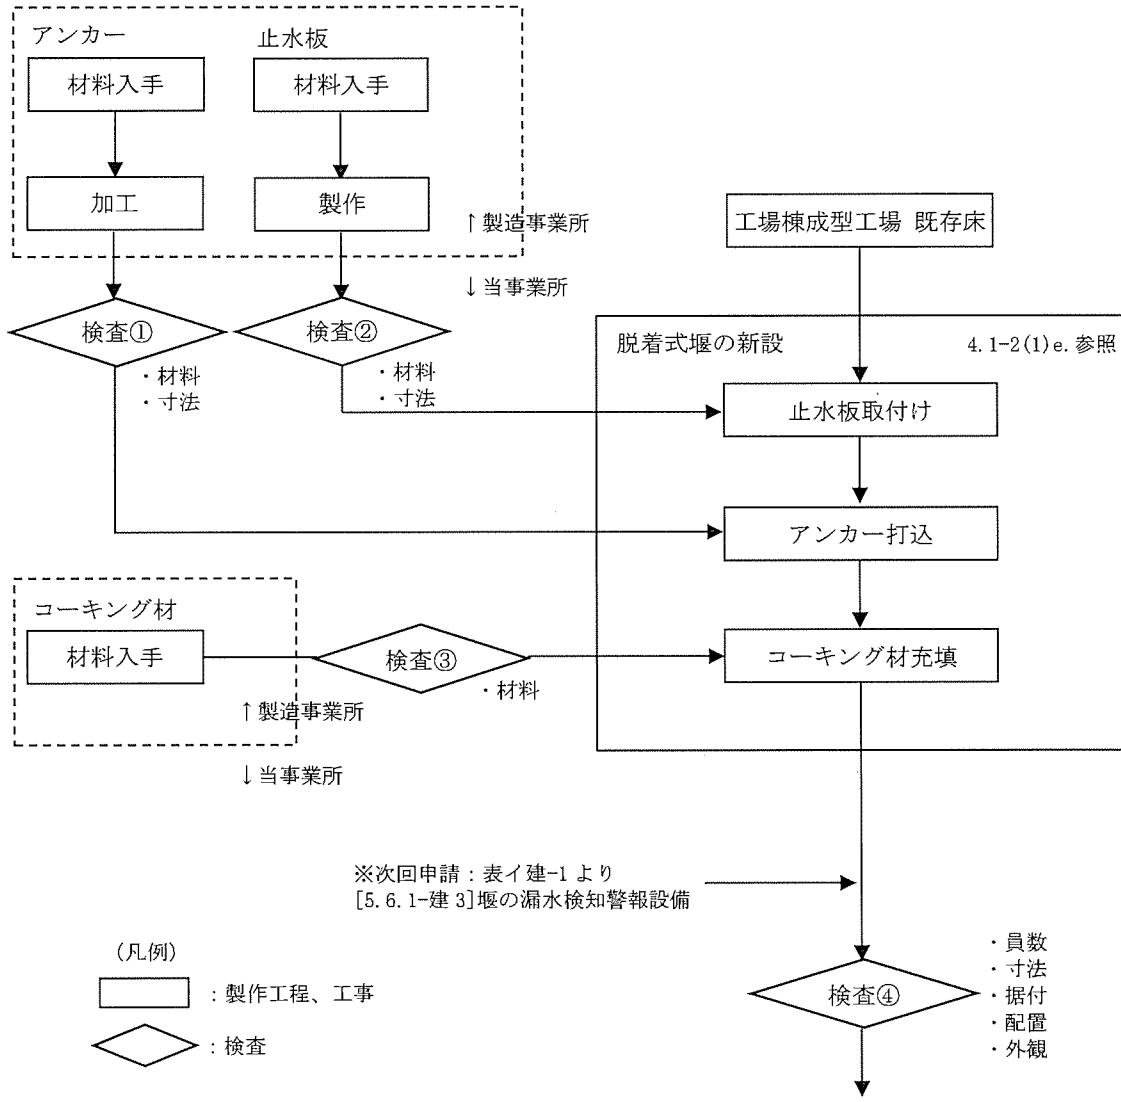 アンカー
止水板
材料入手
材料入手
加工
製作
↑製造事業所
↓当事業所
工場棟成型工場 既存床
検査①
・材料
・寸法
検査②
・材料
・寸法
脱着式堰の新設
4.1-2(1)e.参照
止水板取付け
アンカー打込
コーキング材
材料入手
検査③
・材料
コーキング材充填
↑製造事業所
↓当事業所
※次回申請：表イ建-1 より
[5.6.1-建 3]堰の漏水検知警報設備
検査④
・員数
・寸法
・据付
・配置
・外観
(凡例)
：製作工程、工事
：検査